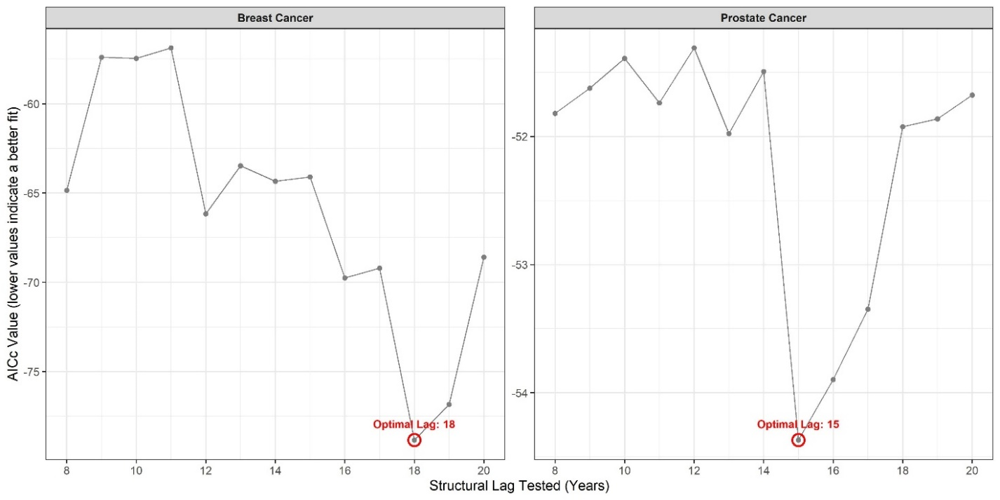 Breast Cancer
Prostate Cancer
AICc Value (lower values indicate a better fit)
-60
-65
-70
-75
Optimal Lag: 18
8 10 12 14 16 18 20
-52
-53
-54
Optimal Lag: 15
8 10 12 14 16 18 20
Structural Lag Tested (Years)